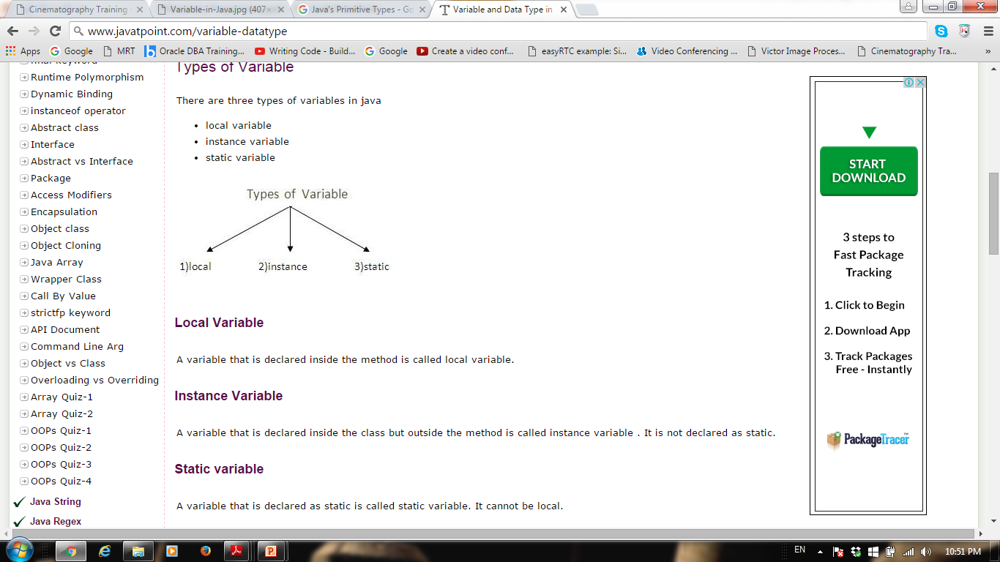 Cinematography Training
Variable-in-Java.jpg (407×
Java's Primitive Types - Go
Variable and Data Type in
www.javatpoint.com/variable-datatype
Apps
Google
MRT
Oracle DBA Training...
Writing Code - Build...
Google
Create a video conf...
easyRTC example: Si...
Video Conferencing ...
Victor Image Proces...
Cinematography Tra...
»
final keyword
Runtime Polymorphism
Dynamic Binding
instanceof operator
Abstract class
Interface
Abstract vs Interface
Package
Access Modifiers
Encapsulation
Object class
Object Cloning
Java Array
Wrapper Class
Call By Value
strictfp keyword
API Document
Command Line Arg
Object vs Class
Overloading vs Overriding
Array Quiz-1
Array Quiz-2
OOPs Quiz-1
OOPs Quiz-2
OOPs Quiz-3
OOPs Quiz-4
Java String
Java Regex
Types of Variable
There are three types of variables in java
• local variable
• instance variable
• static variable
Types of Variable
1)local
2)instance
3)static
Local Variable
A variable that is declared inside the method is called local variable.
Instance Variable
A variable that is declared inside the class but outside the method is called instance variable . It is not declared as static.
Static variable
A variable that is declared as static is called static variable. It cannot be local.
START
DOWNLOAD
3 steps to
Fast Package
Tracking
1. Click to Begin
2. Download App
3. Track Packages
Free - Instantly
PackageTracer™
EN
10:51 PM